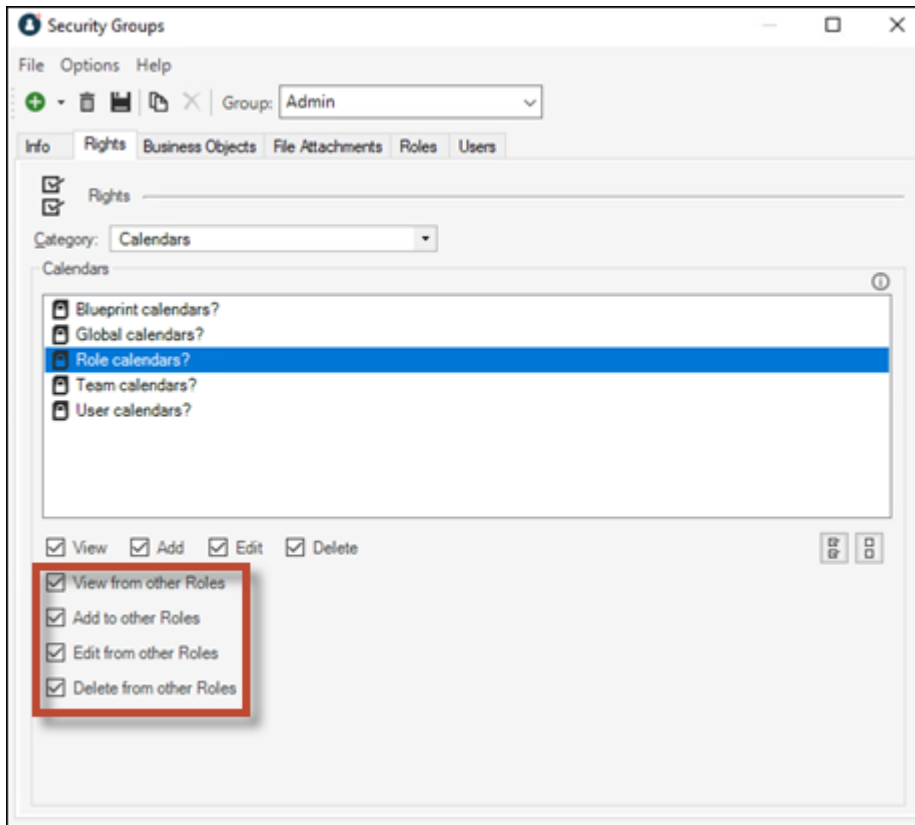 Security Groups
File Options Help
Group: Admin
Info Rights Business Objects File Attachments Roles Users
Rights
Category: Calendars
Calendars
Blueprint calendars?
Global calendars?
Role calendars?
Team calendars?
User calendars?
View Add Edit Delete
View from other Roles
Add to other Roles
Edit from other Roles
Delete from other Roles